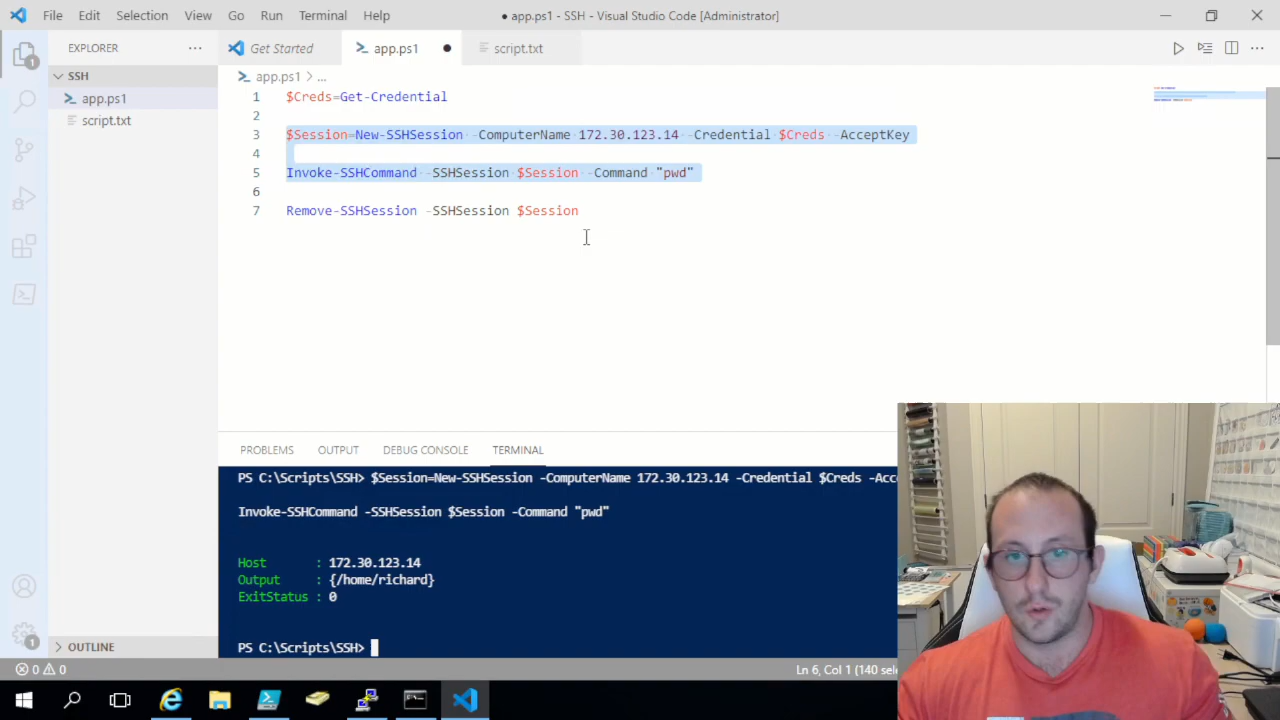 File Edit Selection View Go Run Terminal Help
● app.ps1 - SSH - Visual Studio Code [Administrator]
EXPLORER
Get Started
app.ps1
script.txt
SSH
app.ps1
script.txt
app.ps1 > ...
1 $Creds=Get-Credential
2
3 $Session=New-SSHSession -ComputerName 172.30.123.14 -Credential $Creds -AcceptKey
4
5 Invoke-SSHCommand -SSHSession $Session -Command "pwd"
6
7 Remove-SSHSession -SSHSession $Session
1
PROBLEMS OUTPUT DEBUG CONSOLE TERMINAL
PS C:\Scripts\SSH> $Session=New-SSHSession -ComputerName 172.30.123.14 -Credential $Creds -Acc
Invoke-SSHCommand -SSHSession $Session -Command "pwd"
Host : 172.30.123.14
Output : {/home/richard}
ExitStatus : 0
PS C:\Scripts\SSH>
1
OUTLINE
0 0
Ln 6, Col 1 (140 sele